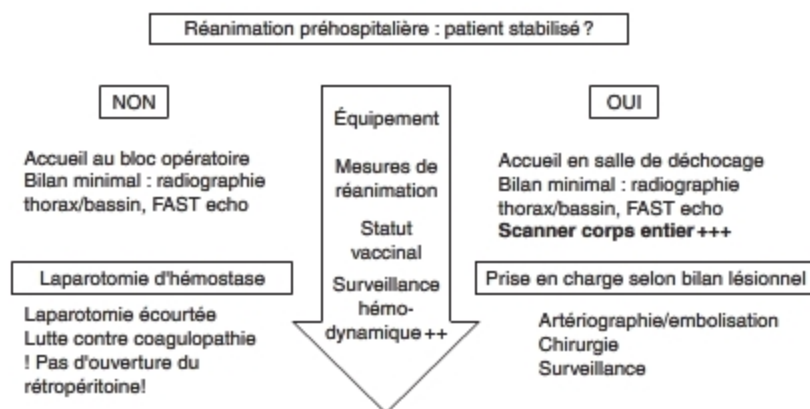 Réanimation préhospitalière : patient stabilisé ?
NON
Accueil au bloc opératoire
Bilan minimal : radiographie
thorax/bassin, FAST echo
Laparotomie d'hémostase
Laparotomie écourtée
Lutte contre coagulopathie
! Pas d'ouverture du
rétropéritoine!
Équipement
Mesures de
réanimation
Statut
vaccinal
Surveillance
hémo-
dynamique ++
OUI
Accueil en salle de déchocage
Bilan minimal : radiographie
thorax/bassin, FAST echo
Scanner corps entier +++
Prise en charge selon bilan lésionnel
Artériographie/embolisation
Chirurgie
Surveillance